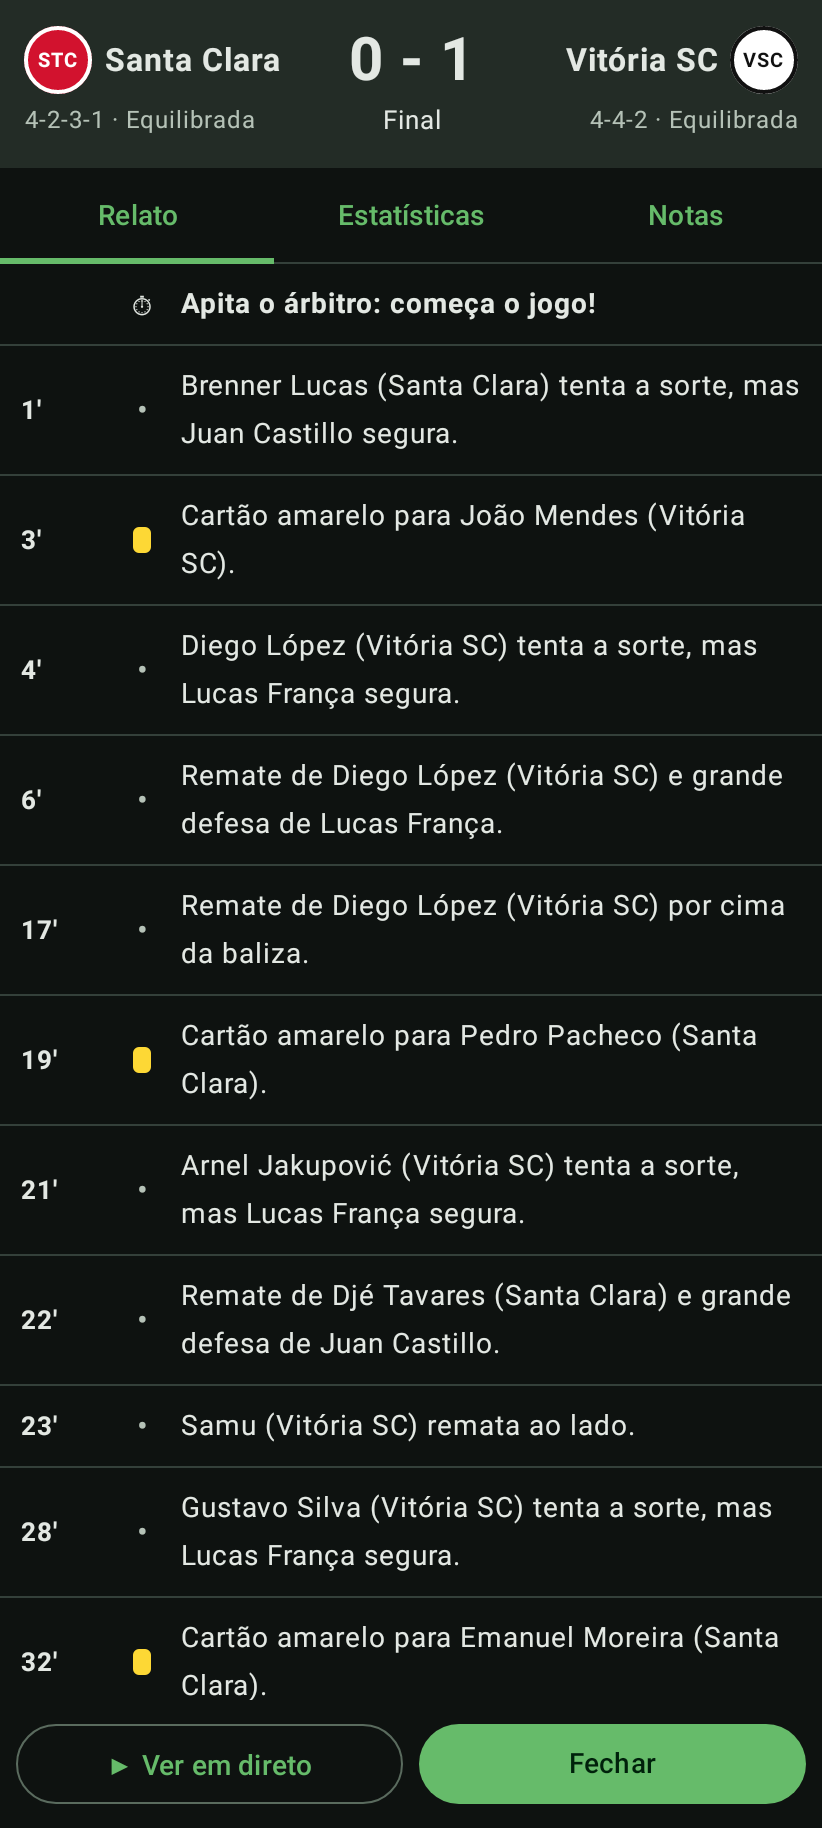 STC Santa Clara 0 - 1 Vitória SC VSC
4-2-3-1 · Equilibrada Final 4-4-2 · Equilibrada
Relato Estatísticas Notas
Apita o árbitro: começa o jogo!
1' • Brenner Lucas (Santa Clara) tenta a sorte, mas
Juan Castillo segura.
3' Cartão amarelo para João Mendes (Vitória
SC).
4' • Diego López (Vitória SC) tenta a sorte, mas
Lucas França segura.
6' • Remate de Diego López (Vitória SC) e grande
defesa de Lucas França.
17' • Remate de Diego López (Vitória SC) por cima
da baliza.
19' Cartão amarelo para Pedro Pacheco (Santa
Clara).
21' • Arnel Jakupović (Vitória SC) tenta a sorte,
mas Lucas França segura.
22' • Remate de Djé Tavares (Santa Clara) e grande
defesa de Juan Castillo.
23' • Samu (Vitória SC) remata ao lado.
28' • Gustavo Silva (Vitória SC) tenta a sorte, mas
Lucas França segura.
32' Cartão amarelo para Emanuel Moreira (Santa
Clara).
► Ver em direto Fechar